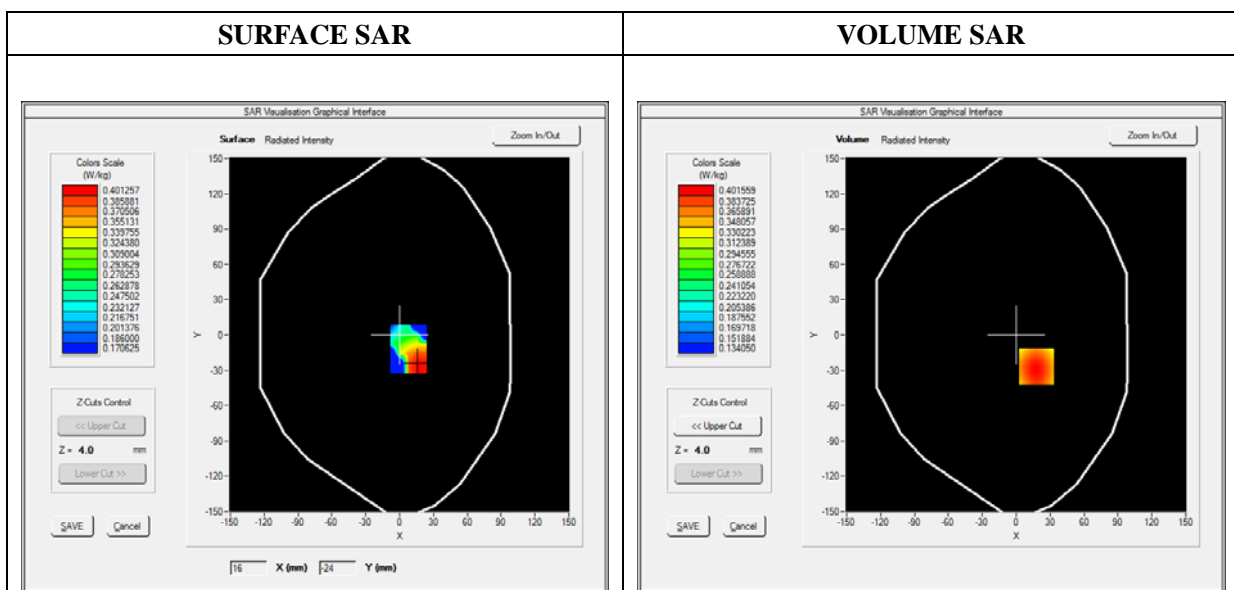 SURFACE SAR
SAR Visualisation Graphical Interface
Surface Radiated Intensity
Zoom In/Out
Colors Scale
(W/kg)
0.401257
0.385881
0.370506
0.355131
0.339755
0.324380
0.309004
0.293629
0.278253
0.262878
0.247502
0.232127
0.216751
0.201376
0.186000
0.170625
Z-Cuts Control
<< Upper Cut
Z = 4.0 mm
Lower Cut >>
SAVE Cancel
150
120
90
60
30
0
-30
-60
-90
-120
-150
Y
-150 -120 -90 -60 -30 0 30 60 90 120 150
X
16 X (mm) -24 Y (mm)
VOLUME SAR
SAR Visualisation Graphical Interface
Volume Radiated Intensity
Zoom In/Out
Colors Scale
(W/kg)
0.401559
0.383725
0.365891
0.348057
0.330223
0.312389
0.294555
0.276722
0.258888
0.241054
0.223220
0.205386
0.187552
0.169718
0.151884
0.134050
Z-Cuts Control
<< Upper Cut
Z = 4.0 mm
Lower Cut >>
SAVE Cancel
150
120
90
60
30
0
-30
-60
-90
-120
-150
Y
-150 -120 -90 -60 -30 0 30 60 90 120 150
X